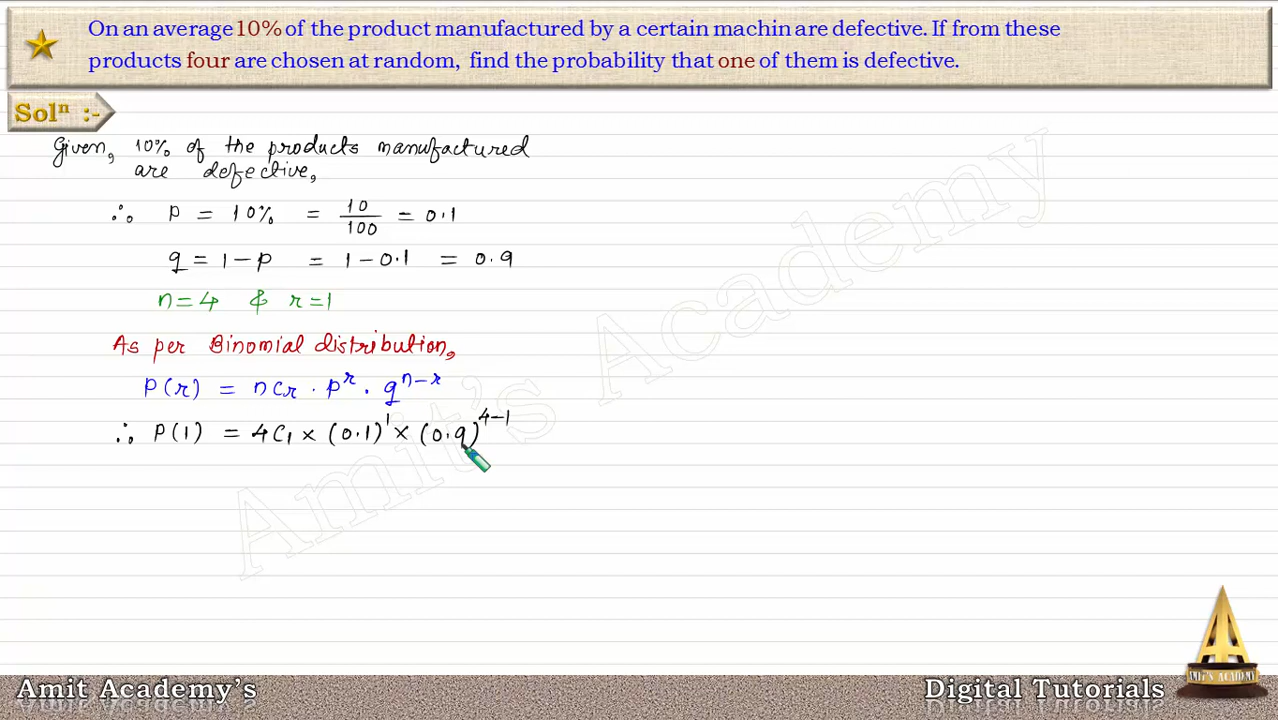 On an average 10% of the product manufactured by a certain machin are defective. If from these
products four are chosen at random, find the probability that one of them is defective.
Solⁿ :-
Given, 10% of the products manufactured
are defective,
∴ P = 10% = 10/100 = 0.1
q = 1 - p = 1 - 0.1 = 0.9
n = 4 & r = 1
As per Binomial distribution,
P(r) = nCr · p^r · q^(n-r)
∴ P(1) = 4C1 × (0.1)^1 × (0.9)^(4-1)
Amit's Academy
AMIT'S ACADEMY
Amit Academy's
Digital Tutorials